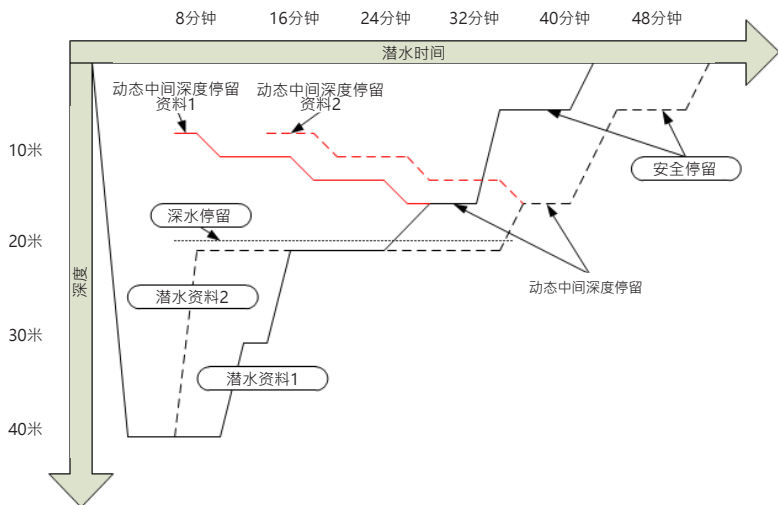 8分钟
16分钟
24分钟
32分钟
40分钟
48分钟
潜水时间
动态中间深度停留
资料1
动态中间深度停留
资料2
10米
安全停留
深水停留
20米
深度
潜水资料2
动态中间深度停留
30米
潜水资料1
40米